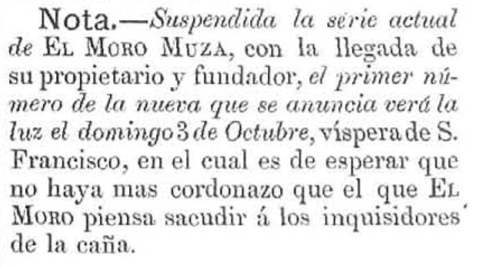 Nota.—Suspendida la série actual
de EL MORO MUZA, con la llegada de
su propietario y fundador, el primer nú-
mero de la nueva que se anuncia verá la
luz el domingo 3 de Octubre, víspera de S.
Francisco, en el cual es de esperar que
no haya mas cordonazo que el que EL
MORO piensa sacudir á los inquisidores
de la caña.